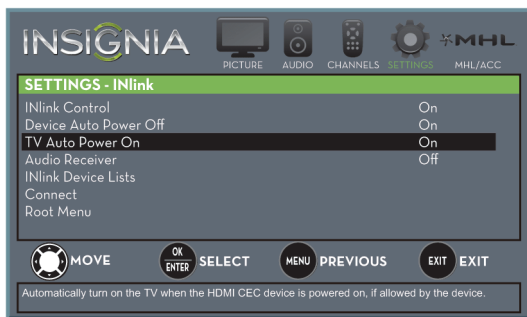 INSIGNIA
PICTURE AUDIO CHANNELS SETTINGS MHL MHL/ACC
SETTINGS - INlink
INlink Control On
Device Auto Power Off On
TV Auto Power On On
Audio Receiver Off
INlink Device Lists
Connect
Root Menu
MOVE OK ENTER SELECT MENU PREVIOUS EXIT EXIT
Automatically turn on the TV when the HDMI CEC device is powered on, if allowed by the device.